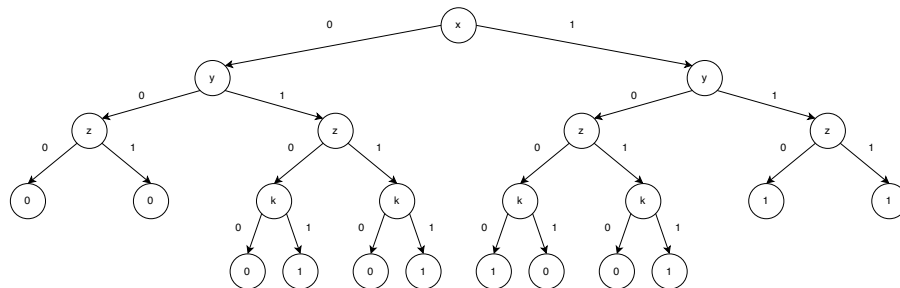 0 x 1
y y
0 1 0 1
z z z z
0 1 0 1 0 1 0 1
0 0 k k k k 1 1
0 1 0 1 0 1 0 1
0 1 0 1 1 0 0 1